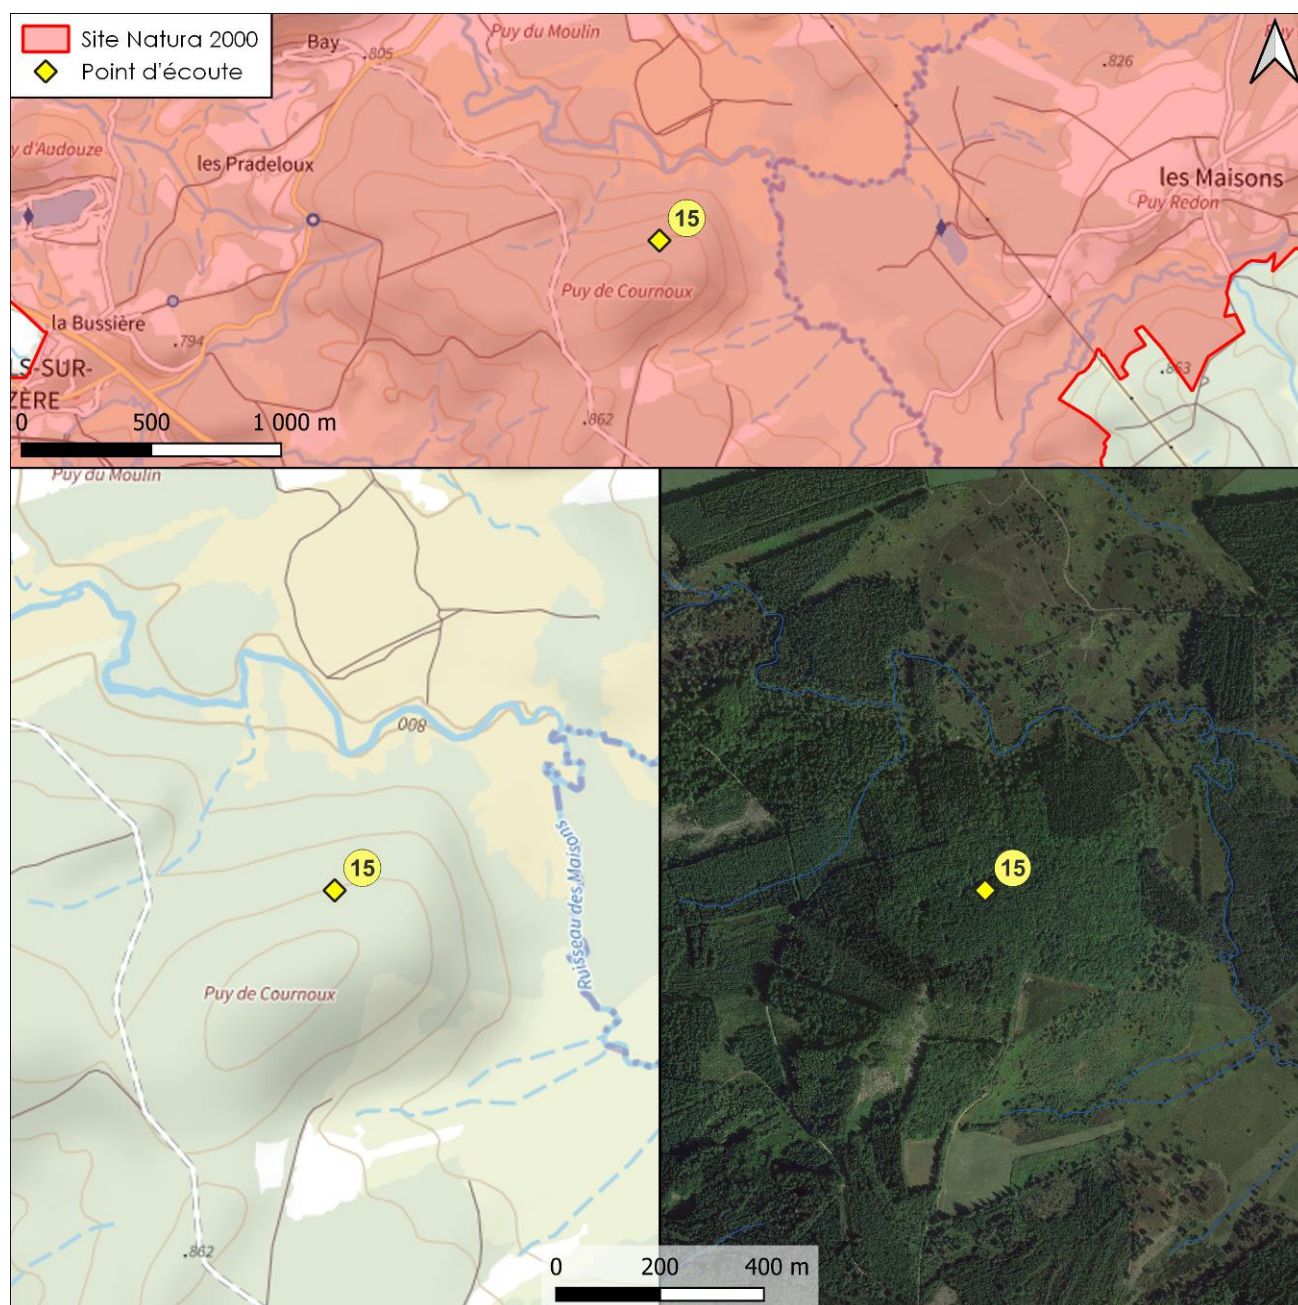 Site Natura 2000
Point d'écoute
Bay
.805
Puy du Moulin
.826
Puy
y d'Audouze
les Pradeloux
les Maisons
Puy Redon
15
Puy de Cournoux
la Bussière
.794
LS-SUR-
ZÈRE
.863
.862
0 500 1 000 m
Puy du Moulin
800
15
15
Ruisseau des Maisons
Puy de Cournoux
.862
0 200 400 m